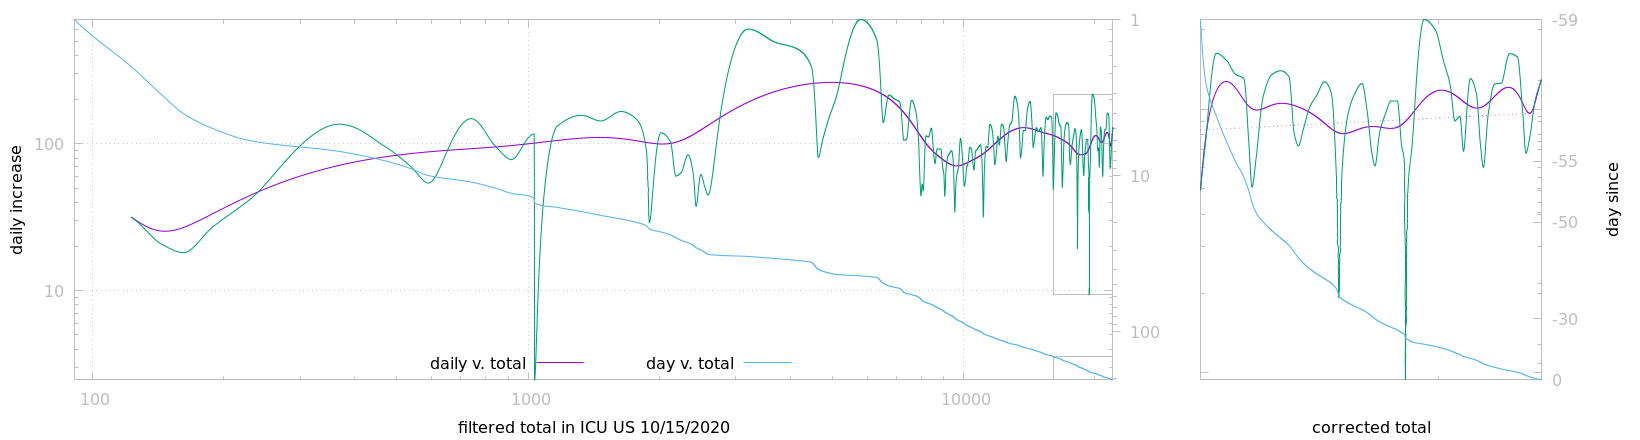 daily increase
100
10
1
10
100
daily v. total
day v. total
100
1000
10000
filtered total in ICU US 10/15/2020
-59
-55
-50
-30
0
day since
corrected total